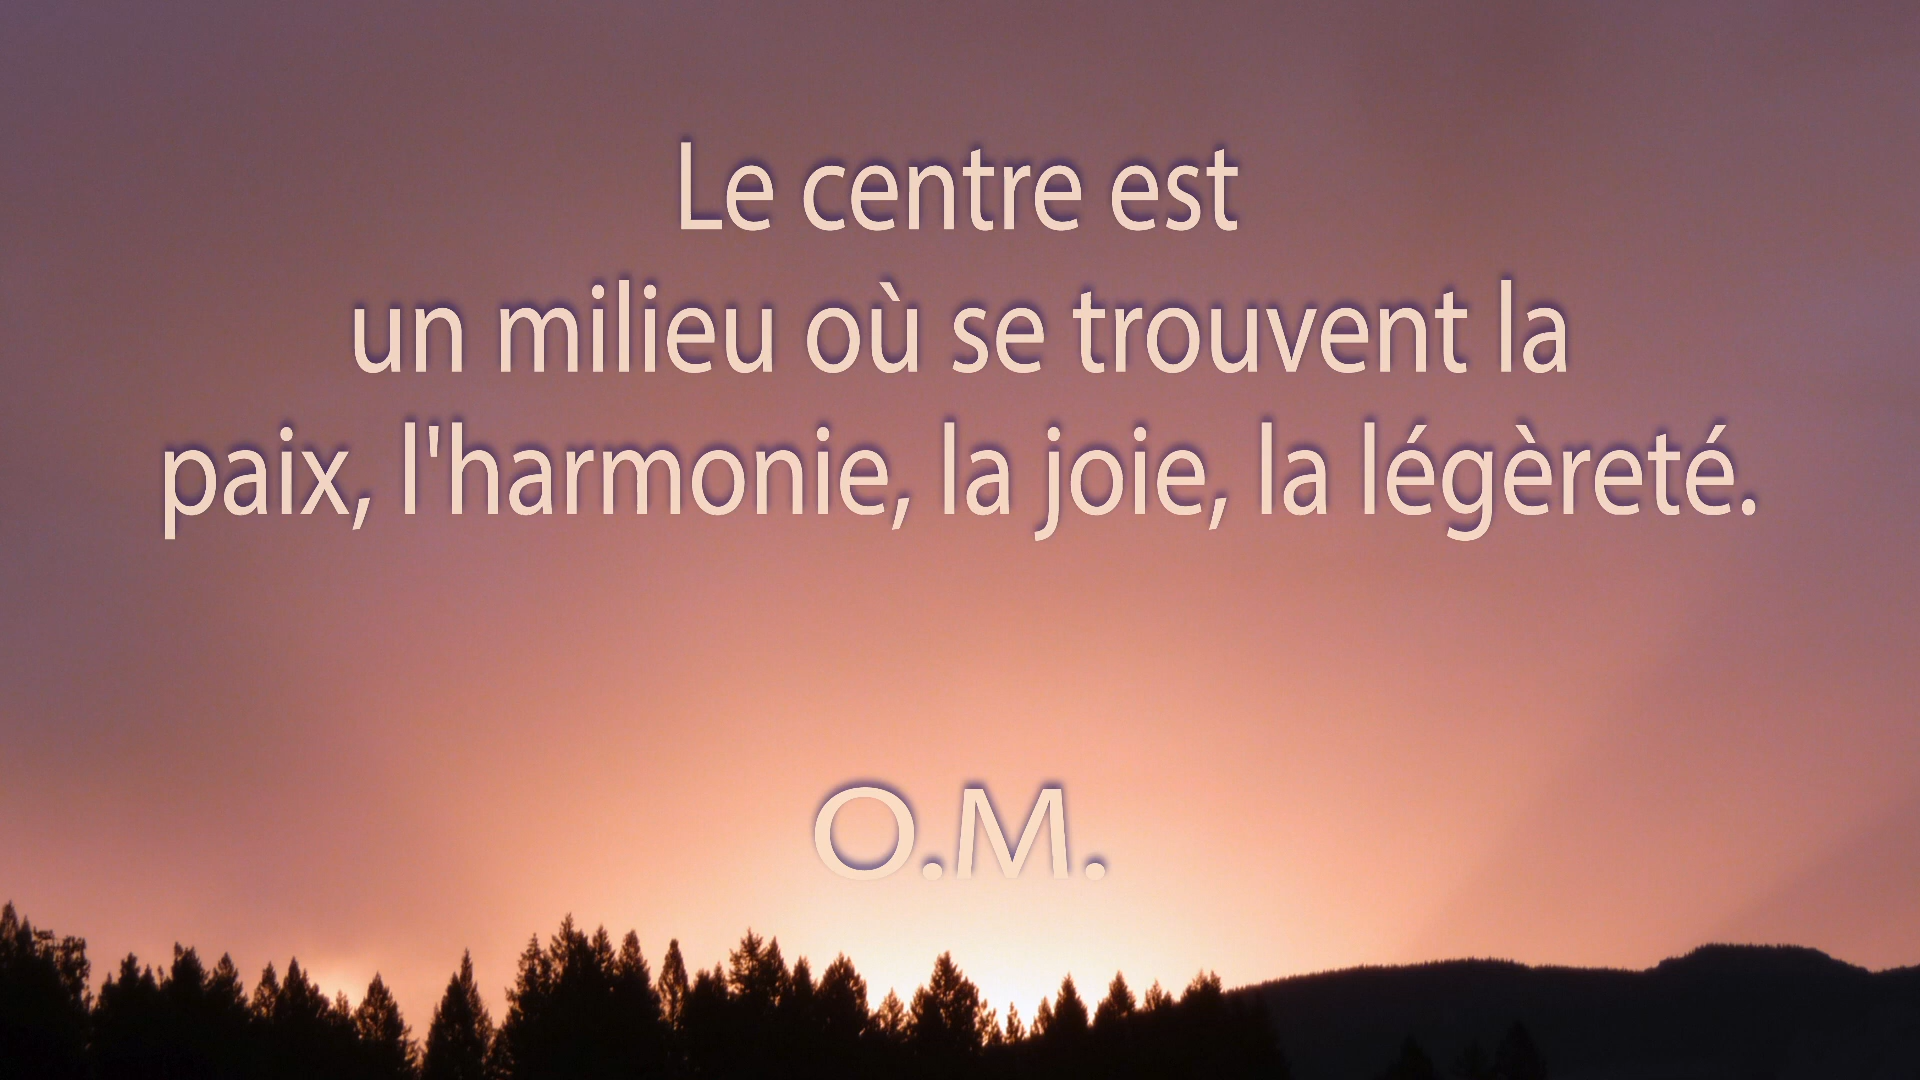 Le centre est
un milieu où se trouvent la
paix, l'harmonie, la joie, la légèreté.
O.M.